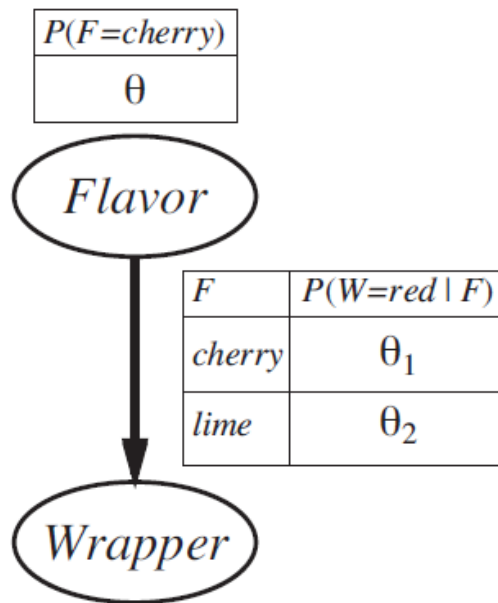 P(F=cherry)
θ
Flavor
F P(W=red | F)
cherry θ₁
lime θ₂
Wrapper